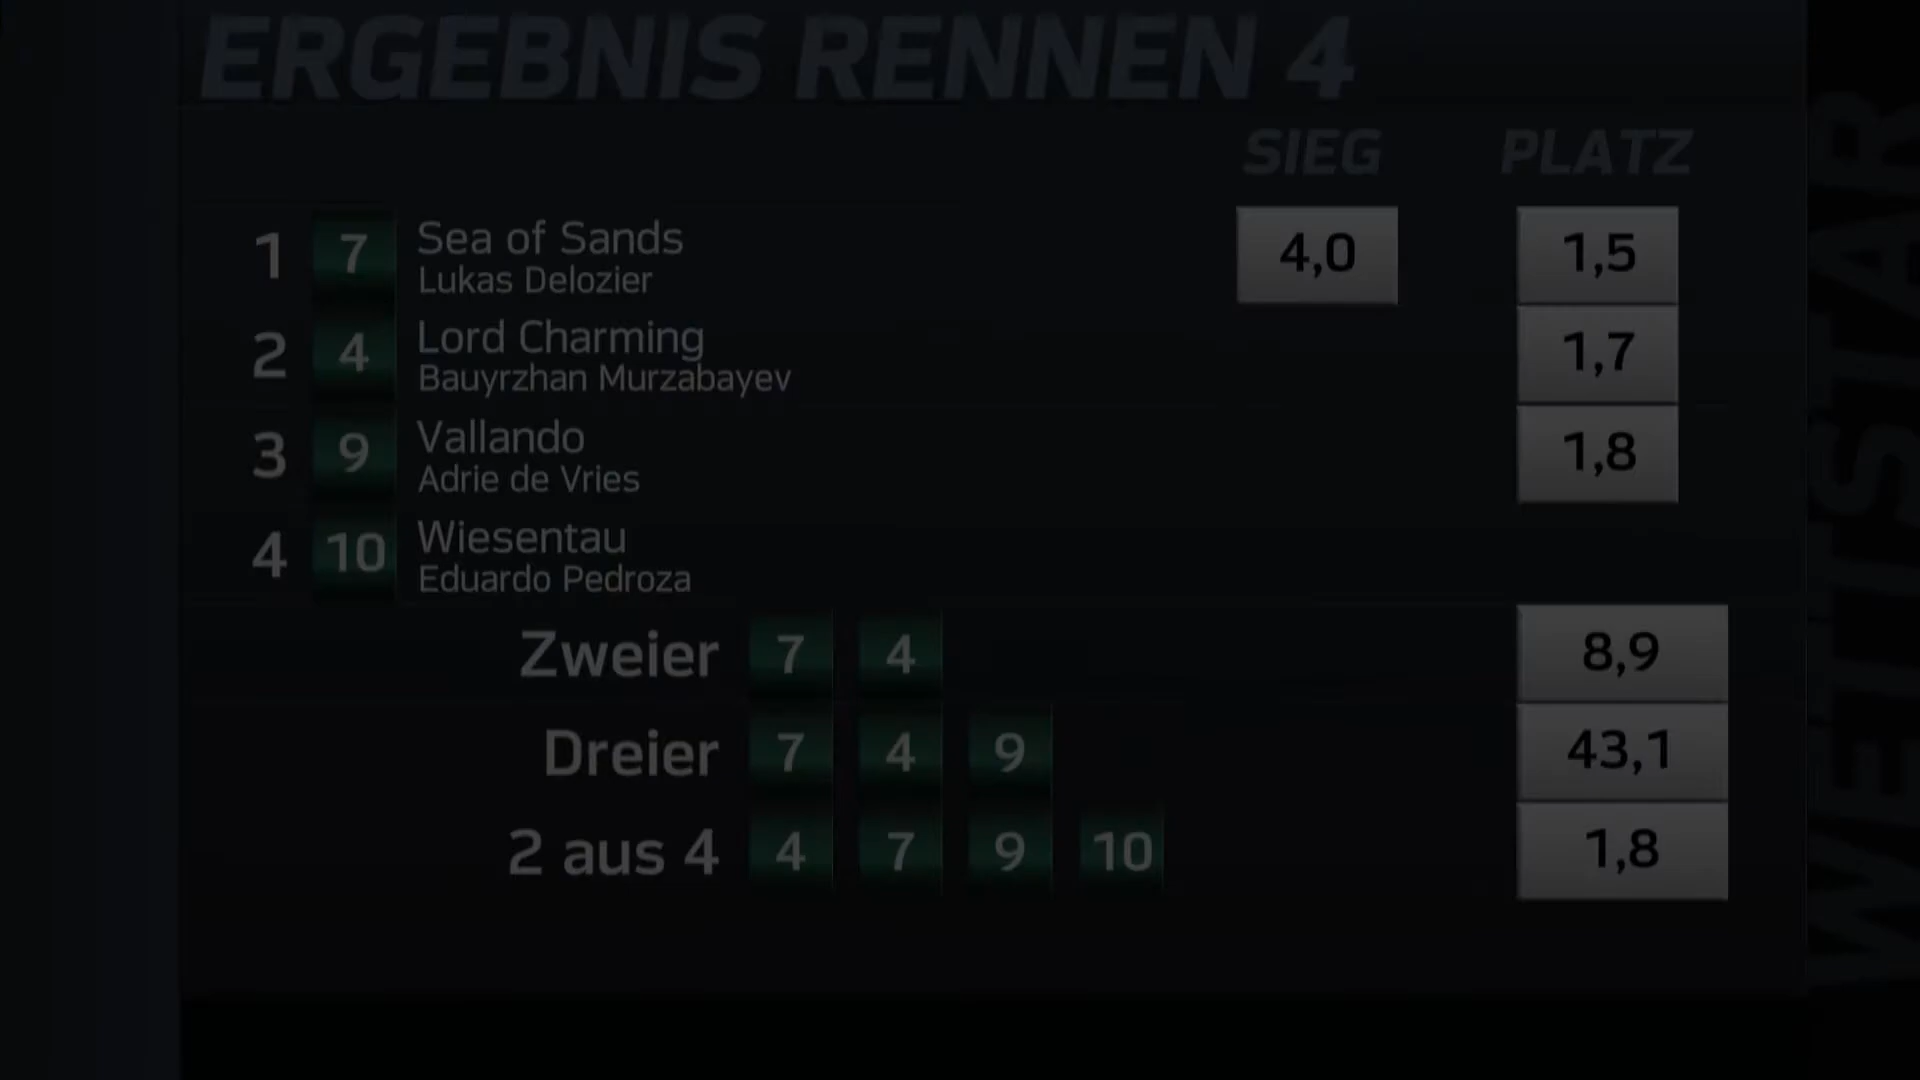 ERGEBNIS RENNEN 4
SIEG PLATZ
1 7 Sea of Sands 4,0 1,5
Lukas Delozier
2 4 Lord Charming 1,7
Bauyrzhan Murzabayev
3 9 Vallando 1,8
Adrie de Vries
4 10 Wiesentau
Eduardo Pedroza
Zweier 7 4 8,9
Dreier 7 4 9 43,1
2 aus 4 4 7 9 10 1,8
WETTSTAR